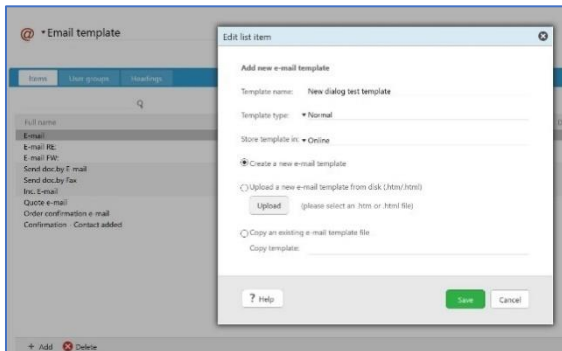 @ Email template
Edit list item
Items User groups Headings
Add new e-mail template
Template name: New dialog test template
Template type: Normal
Store template in: Online
Full name
E-mail
E-mail RE:
E-mail FW:
Send doc.by E-mail
Send doc.by Fax
Inc. E-mail
Quote e-mail
Order confirmation e-mail
Confirmation - Contact added
Create a new e-mail template
Upload a new e-mail template from disk (.htm/.html)
Upload (please select an .htm or .html file)
Copy an existing e-mail template file
Copy template:
? Help Save Cancel
+ Add Delete